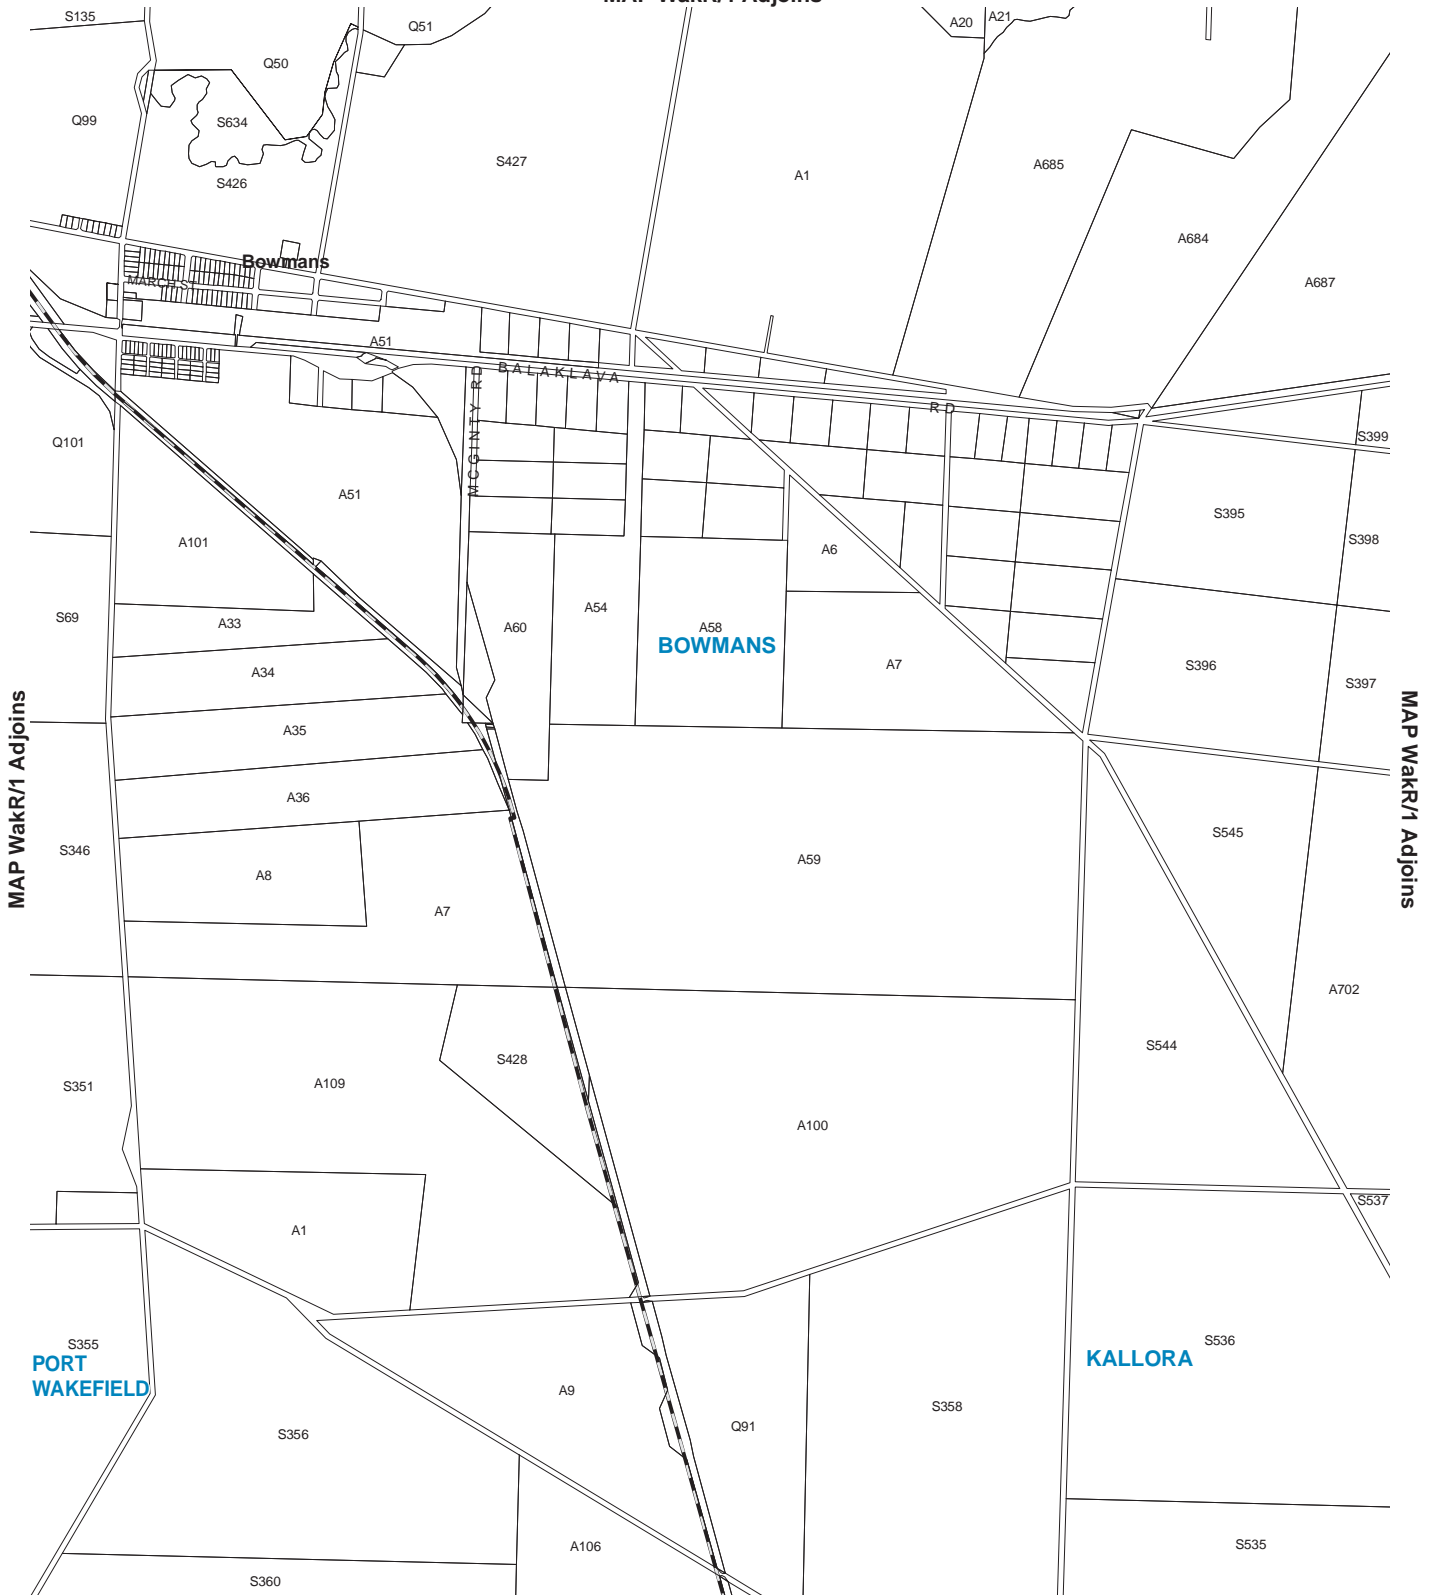 MAP WakR/1 Adjoins
S135
Q51
A20
A21
Q50
Q99
S634
S427
A685
A1
S426
A684
Bowmans
MARCH ST
A687
A51
BALAKLAVA
RD
MCGINTY RD
S399
Q101
A51
S395
A101
A6
S398
A54
S69
A33
A60
A58
BOWMANS
A7
S396
A34
S397
MAP WakR/1 Adjoins
MAP WakR/1 Adjoins
A35
A36
S545
S346
A59
A8
A7
A702
S544
S428
S351
A109
A100
S537
A1
S355
PORT
WAKEFIELD
S536
KALLORA
A9
S358
Q91
S356
A106
S535
S360